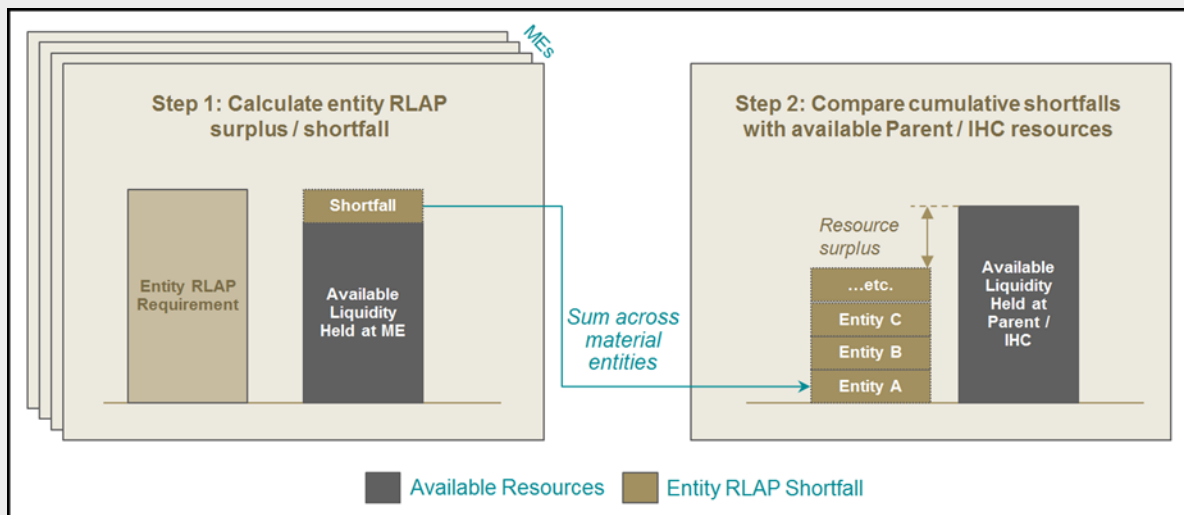 MEs
Step 1: Calculate entity RLAP
surplus / shortfall
Shortfall
Entity RLAP
Requirement
Available
Liquidity
Held at ME
Sum across
material
entities
Step 2: Compare cumulative shortfalls
with available Parent / IHC resources
Resource
surplus
...etc.
Entity C
Entity B
Entity A
Available
Liquidity
Held at
Parent /
IHC
Available Resources
Entity RLAP Shortfall